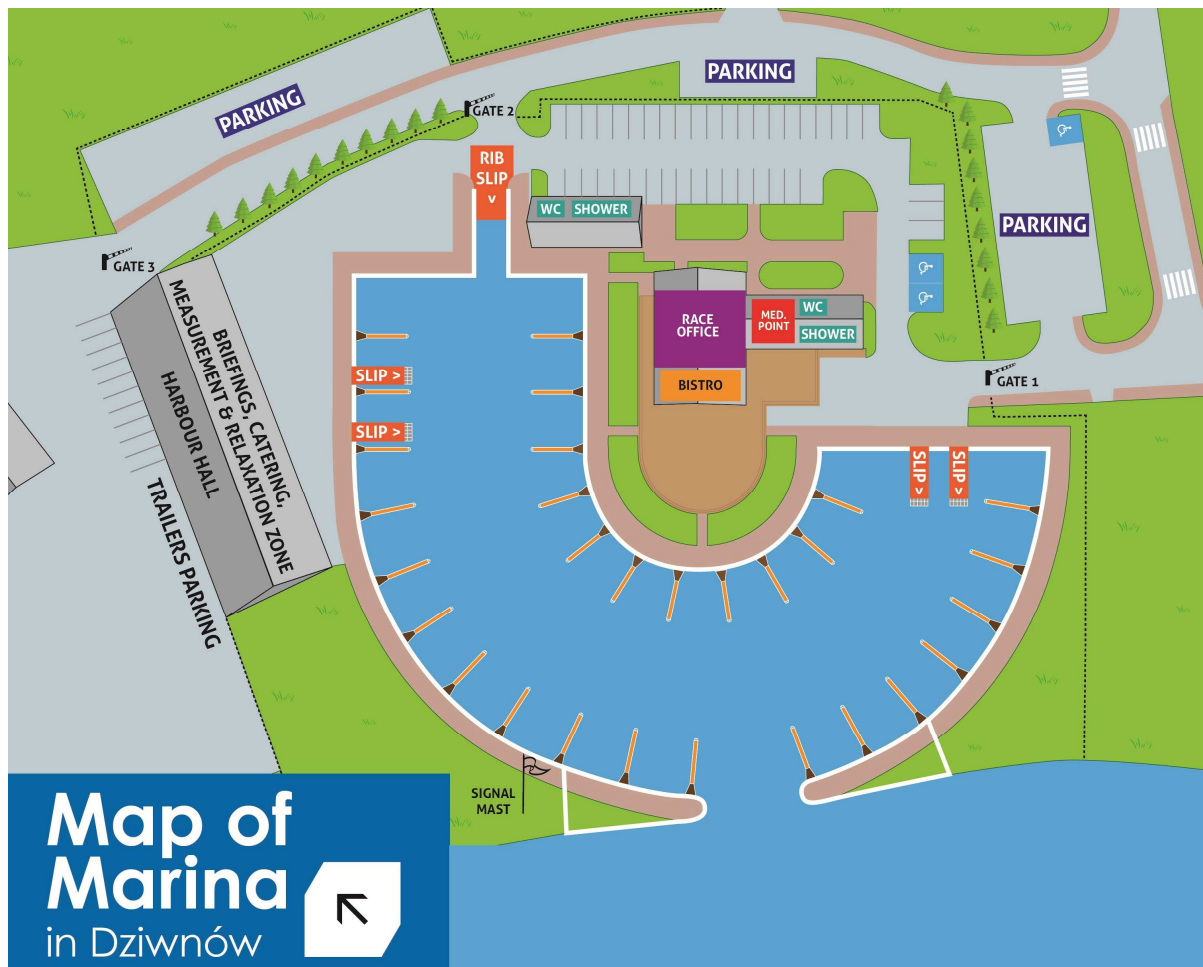 PARKING
PARKING
GATE 2
RIB
SLIP
v
WC SHOWER
PARKING
GATE 3
BRIEFINGS, CATERING,
MEASUREMENT & RELAXATION ZONE
HARBOUR HALL
TRAILERS PARKING
RACE
OFFICE
MED.
POINT
WC
SHOWER
BISTRO
GATE 1
SLIP >
SLIP >
SLIP >
SLIP >
SIGNAL
MAST
Map of
Marina
in Dziwnów